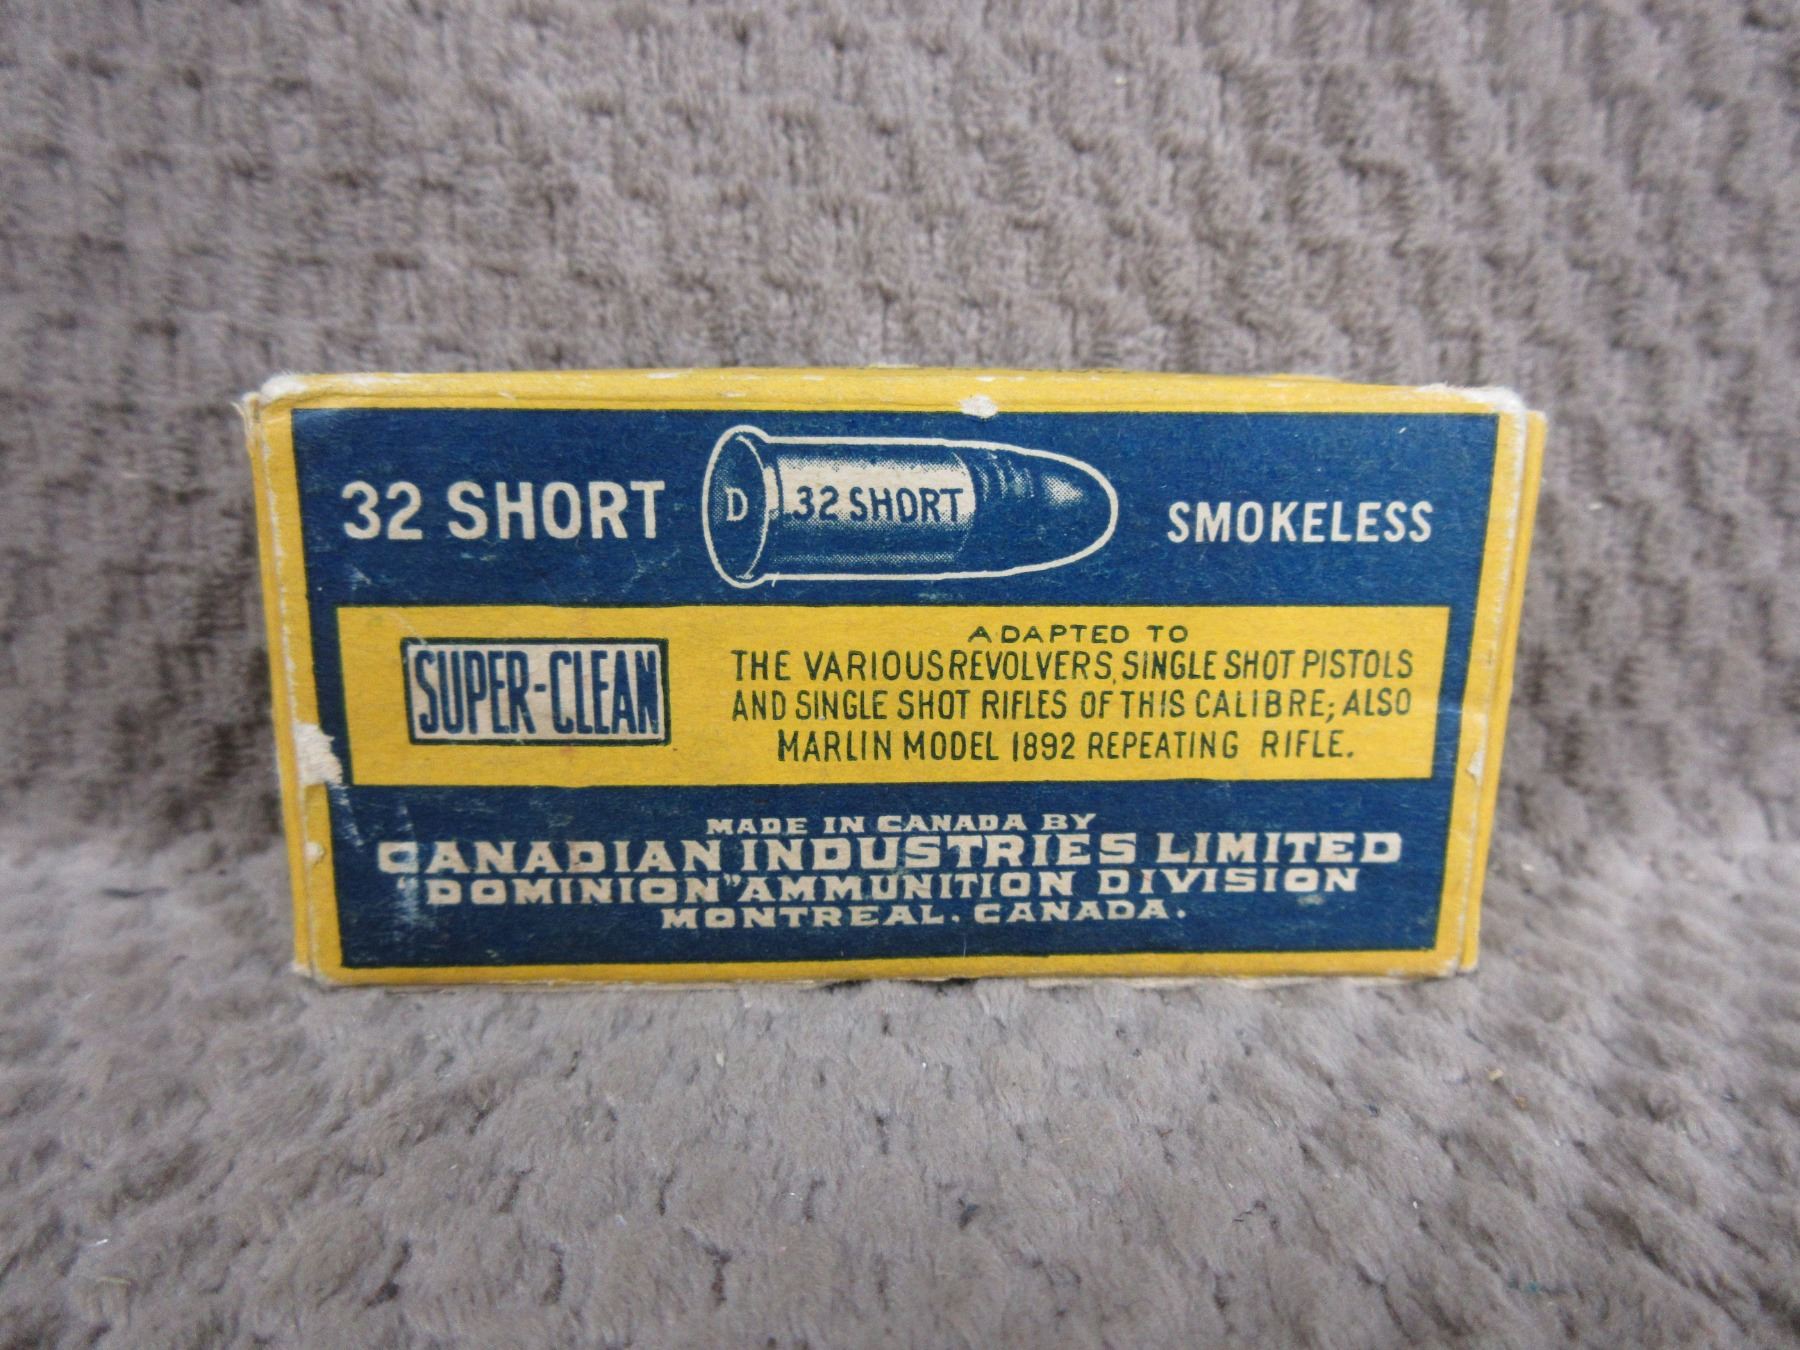 32 SHORT
D
32 SHORT
SMOKELESS
SUPER-CLEAN
ADAPTED TO
THE VARIOUS REVOLVERS, SINGLE SHOT PISTOLS
AND SINGLE SHOT RIFLES OF THIS CALIBRE; ALSO
MARLIN MODEL 1892 REPEATING RIFLE.
MADE IN CANADA BY
CANADIAN INDUSTRIES LIMITED
"DOMINION" AMMUNITION DIVISION
MONTREAL. CANADA.